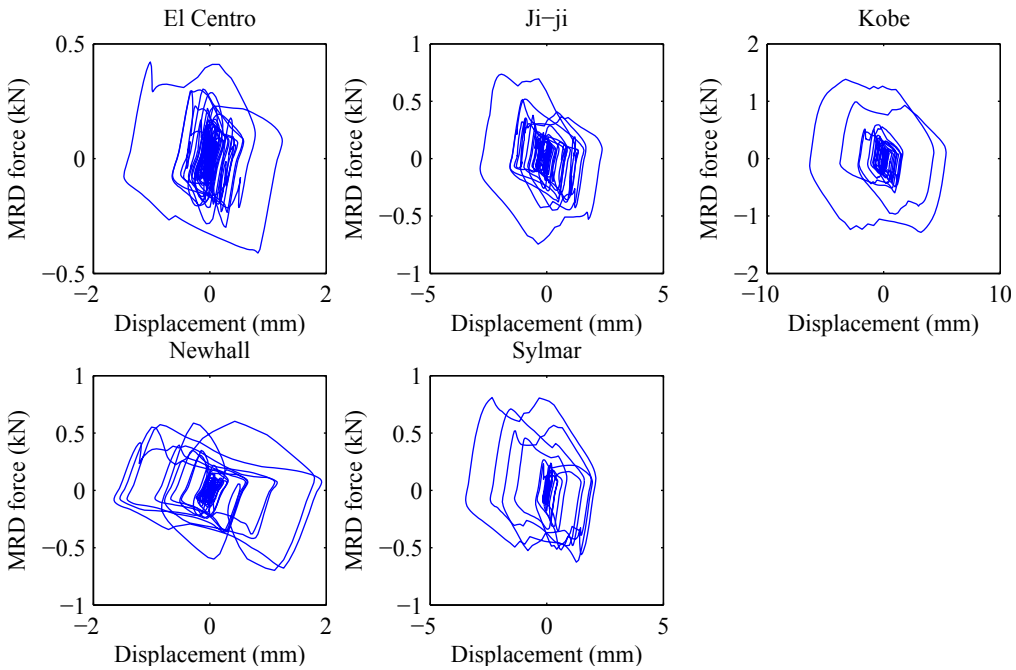 El Centro
Ji−ji
Kobe
0.5
0
−0.5
MRD force (kN)
−2
0
2
Displacement (mm)
1
0.5
0
−0.5
−1
MRD force (kN)
−5
0
5
Displacement (mm)
2
1
0
−1
−2
MRD force (kN)
−10
0
10
Displacement (mm)
Newhall
Sylmar
1
0.5
0
−0.5
−1
MRD force (kN)
−2
0
2
Displacement (mm)
1
0.5
0
−0.5
−1
MRD force (kN)
−5
0
5
Displacement (mm)